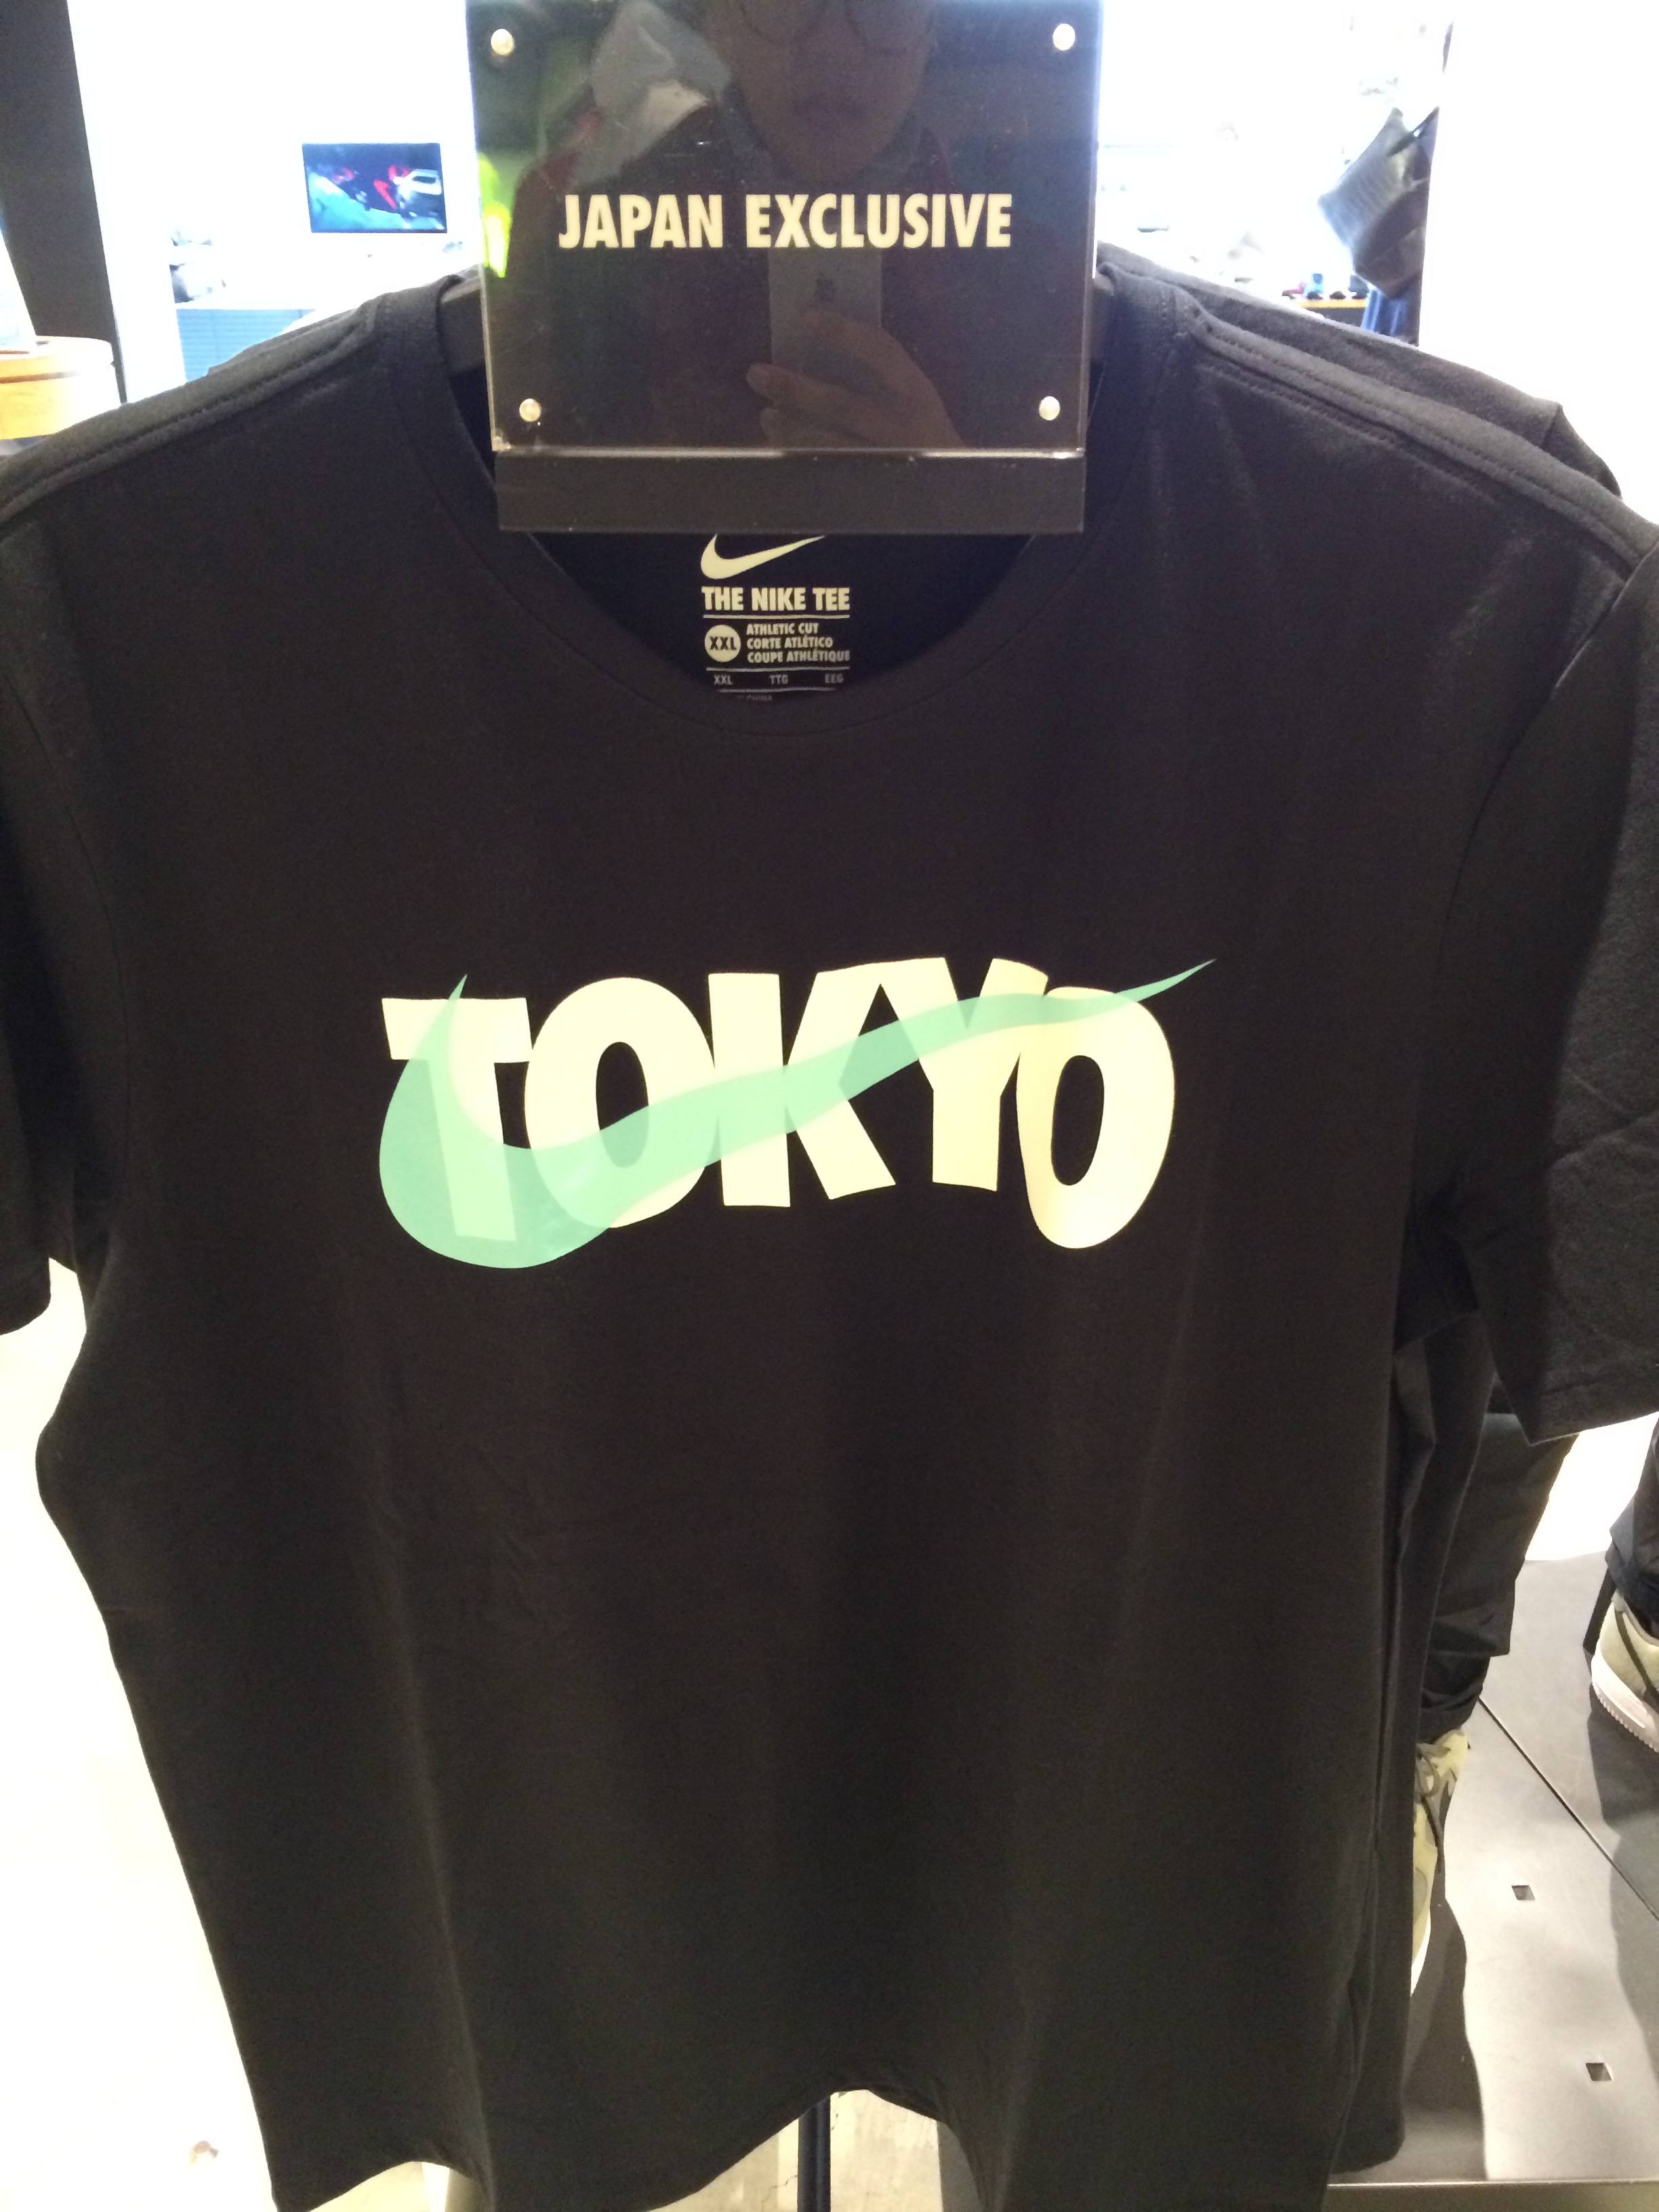 JAPAN EXCLUSIVE
THE NIKE TEE
XXL
ATHLETIC CUT
CORTE ATLÉTICO
COUPE ATHLÉTIQUE
XXL TTG EEG
TOKYO